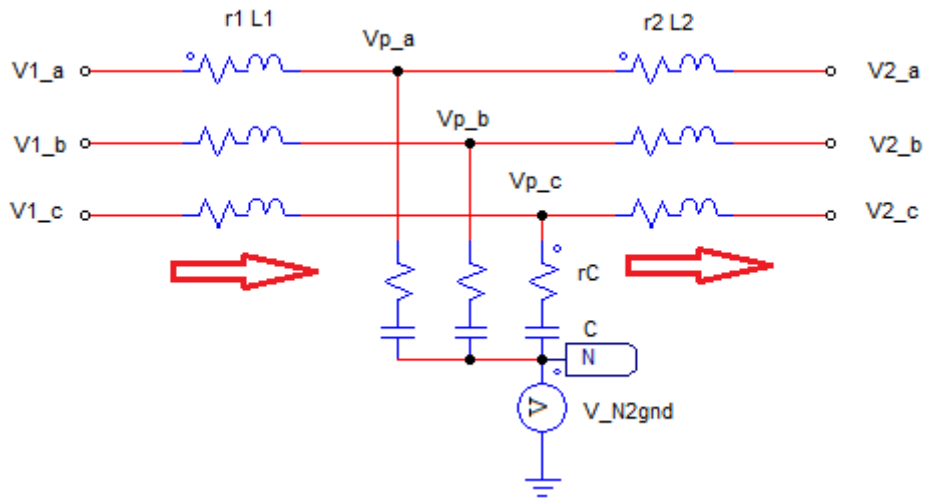 r1 L1
Vp_a
r2 L2
V1_a
V2_a
Vp_b
V1_b
V2_b
Vp_c
V1_c
V2_c
rC
C
N
V
V_N2gnd